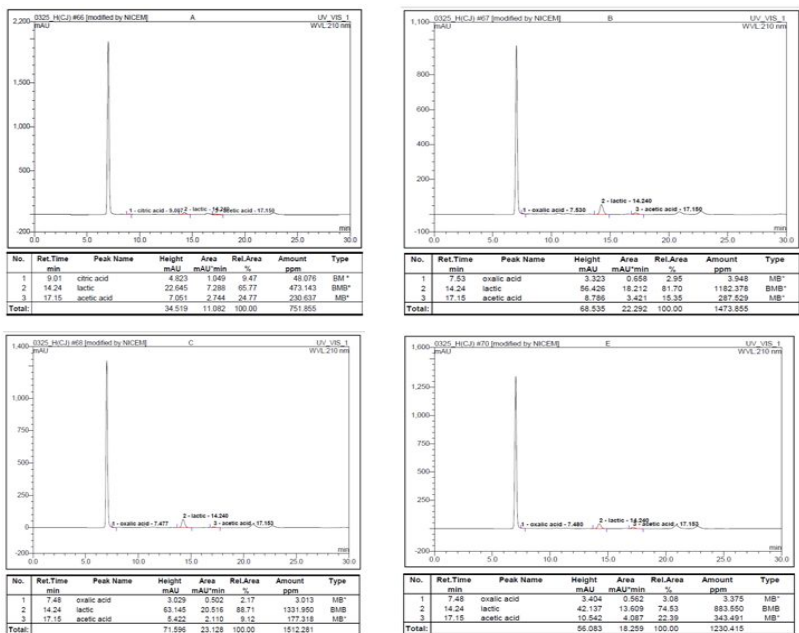 0325_H(CJ) #66 [modified by NICEM] A UV_VIS_1
mAU WVL:210 nm
2,200
1,500
1,000
500
-200
1 - citric acid - 9.007
2 - lactic - 14.240
3 - acetic acid - 17.150
min
0.0 5.0 10.0 15.0 20.0 25.0 30.0
No. Ret.Time Peak Name Height Area Rel.Area Amount Type
min mAU mAU*min % ppm
1 9.01 citric acid 4.823 1.049 9.47 48.076 BM *
2 14.24 lactic 22.645 7.288 65.77 473.143 BMB*
3 17.15 acetic acid 7.051 2.744 24.77 230.637 MB*
Total: 34.519 11.082 100.00 751.855
0325_H(CJ) #67 [modified by NICEM] B UV_VIS_1
mAU WVL:210 nm
1,100
800
600
400
200
-100
1 - oxalic acid - 7.530
2 - lactic - 14.240
3 - acetic acid - 17.150
min
0.0 5.0 10.0 15.0 20.0 25.0 30.0
No. Ret.Time Peak Name Height Area Rel.Area Amount Type
min mAU mAU*min % ppm
1 7.53 oxalic acid 3.323 0.658 2.95 3.948 MB*
2 14.24 lactic 56.426 18.212 81.70 1182.378 BMB*
3 17.15 acetic acid 8.786 3.421 15.35 287.529 MB*
Total: 68.535 22.292 100.00 1473.855
0325_H(CJ) #68 [modified by NICEM] C UV_VIS_1
mAU WVL:210 nm
1,400
1,000
750
500
250
0
-200
1 - oxalic acid - 7.477
2 - lactic - 14.240
3 - acetic acid - 17.153
min
0.0 5.0 10.0 15.0 20.0 25.0 30.0
No. Ret.Time Peak Name Height Area Rel.Area Amount Type
min mAU mAU*min % ppm
1 7.48 oxalic acid 3.029 0.502 2.17 3.013 MB*
2 14.24 lactic 63.145 20.516 88.71 1331.950 BMB
3 17.15 acetic acid 5.422 2.110 9.12 177.318 MB*
Total: 71.596 23.128 100.00 1512.281
0325_H(CJ) #70 [modified by NICEM] E UV_VIS_1
mAU WVL:210 nm
1,600
1,250
1,000
750
500
250
-200
1 - oxalic acid - 7.480
2 - lactic - 14.240
3 - acetic acid - 17.153
min
0.0 5.0 10.0 15.0 20.0 25.0 30.0
No. Ret.Time Peak Name Height Area Rel.Area Amount Type
min mAU mAU*min % ppm
1 7.48 oxalic acid 3.404 0.562 3.08 3.375 MB*
2 14.24 lactic 42.137 13.609 74.53 883.550 BMB
3 17.15 acetic acid 10.542 4.087 22.39 343.491 MB*
Total: 56.083 18.259 100.00 1230.415